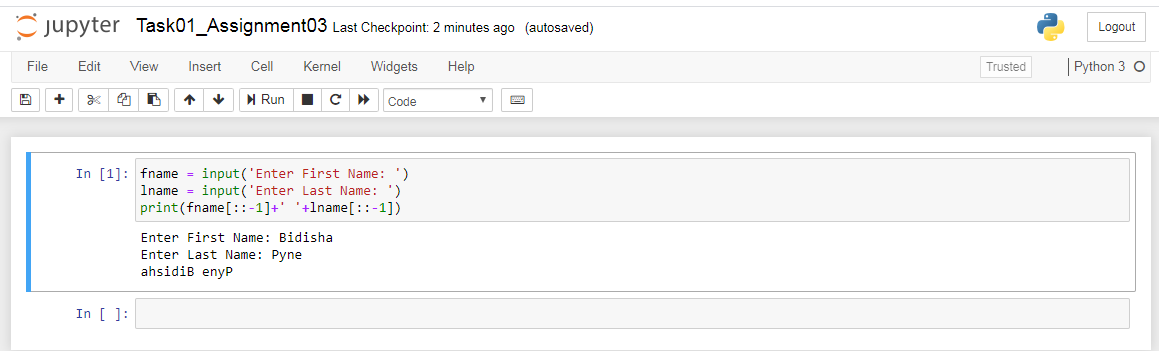 jupyter Task01_Assignment03 Last Checkpoint: 2 minutes ago (autosaved) Logout
File Edit View Insert Cell Kernel Widgets Help Trusted Python 3
Run Code
In [1]: fname = input('Enter First Name: ')
lname = input('Enter Last Name: ')
print(fname[::-1]+' '+lname[::-1])
Enter First Name: Bidisha
Enter Last Name: Pyne
ahsidiB enyP
In [ ]: